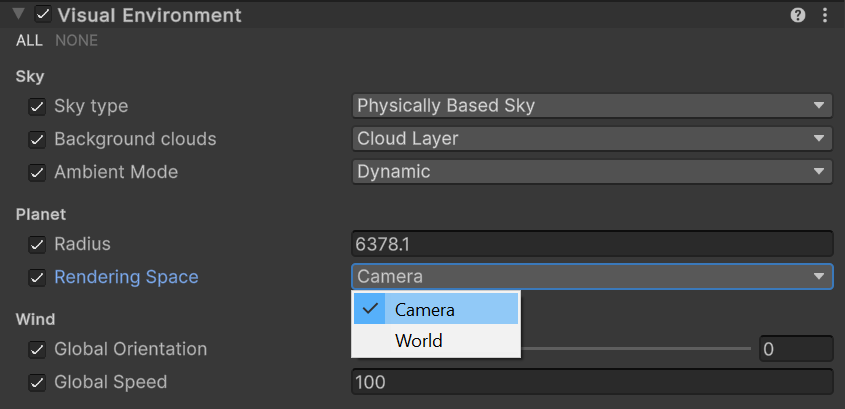 Visual Environment
ALL NONE
Sky
Sky type Physically Based Sky
Background clouds Cloud Layer
Ambient Mode Dynamic
Planet
Radius 6378.1
Rendering Space Camera
Camera
World
Wind
Global Orientation 0
Global Speed 100